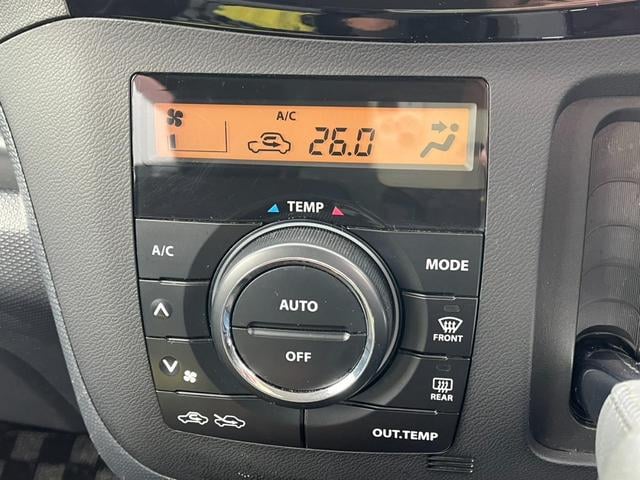 A/C
26.0
TEMP
A/C
MODE
AUTO
OFF
FRONT
REAR
OUT.TEMP